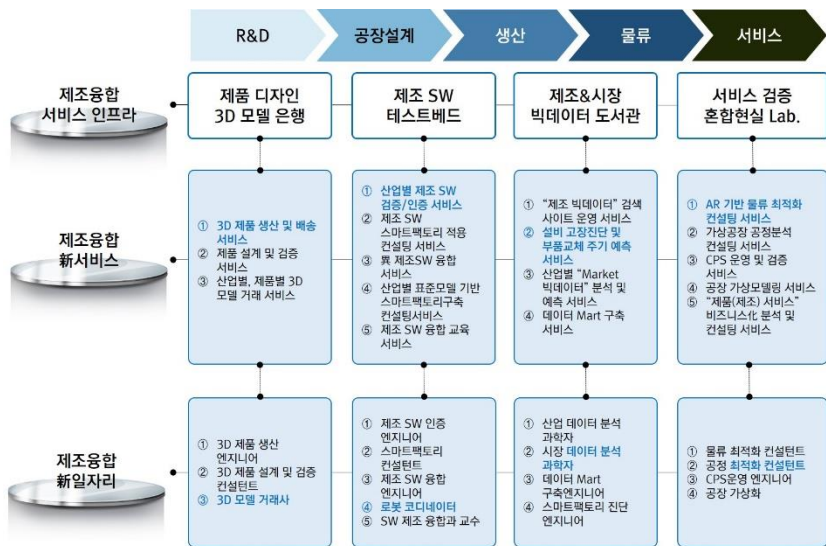 R&D
공장설계
생산
물류
서비스
제조융합
서비스 인프라
제품 디자인
3D 모델 은행
제조 SW
테스트베드
제조&시장
빅데이터 도서관
서비스 검증
혼합현실 Lab.
제조융합
新서비스
① 3D 제품 생산 및 배송
서비스
② 제품 설계 및 검증
서비스
③ 산업별, 제품별 3D
모델 거래 서비스
① 산업별 제조 SW
검증/인증 서비스
② 제조 SW
스마트팩토리 적용
컨설팅 서비스
③ 異 제조SW 융합
서비스
④ 산업별 표준모델 기반
스마트팩토리구축
컨설팅서비스
⑤ 제조 SW 융합 교육
서비스
① “제조 빅데이터” 검색
사이트 운영 서비스
② 설비 고장진단 및
부품교체 주기 예측
서비스
③ 산업별 “Market
빅데이터” 분석 및
예측 서비스
④ 데이터 Mart 구축
서비스
① AR 기반 물류 최적화
컨설팅 서비스
② 가상공장 공정분석
컨설팅 서비스
③ CPS 운영 및 검증
서비스
④ 공장 가상모델링 서비스
⑤ “제품(제조) 서비스”
비즈니스化 분석 및
컨설팅 서비스
제조융합
新일자리
① 3D 제품 생산
엔지니어
② 3D 제품 설계 및 검증
컨설턴트
③ 3D 모델 거래사
① 제조 SW 인증
엔지니어
② 스마트팩토리
컨설턴트
③ 제조 SW 융합
엔지니어
④ 로봇 코디네이터
⑤ SW 제조 융합과 교수
① 산업 데이터 분석
과학자
② 시장 데이터 분석
과학자
③ 데이터 Mart
구축엔지니어
④ 스마트팩토리 진단
엔지니어
① 물류 최적화 컨설턴트
② 공정 최적화 컨설턴트
③ CPS운영 엔지니어
④ 공장 가상화